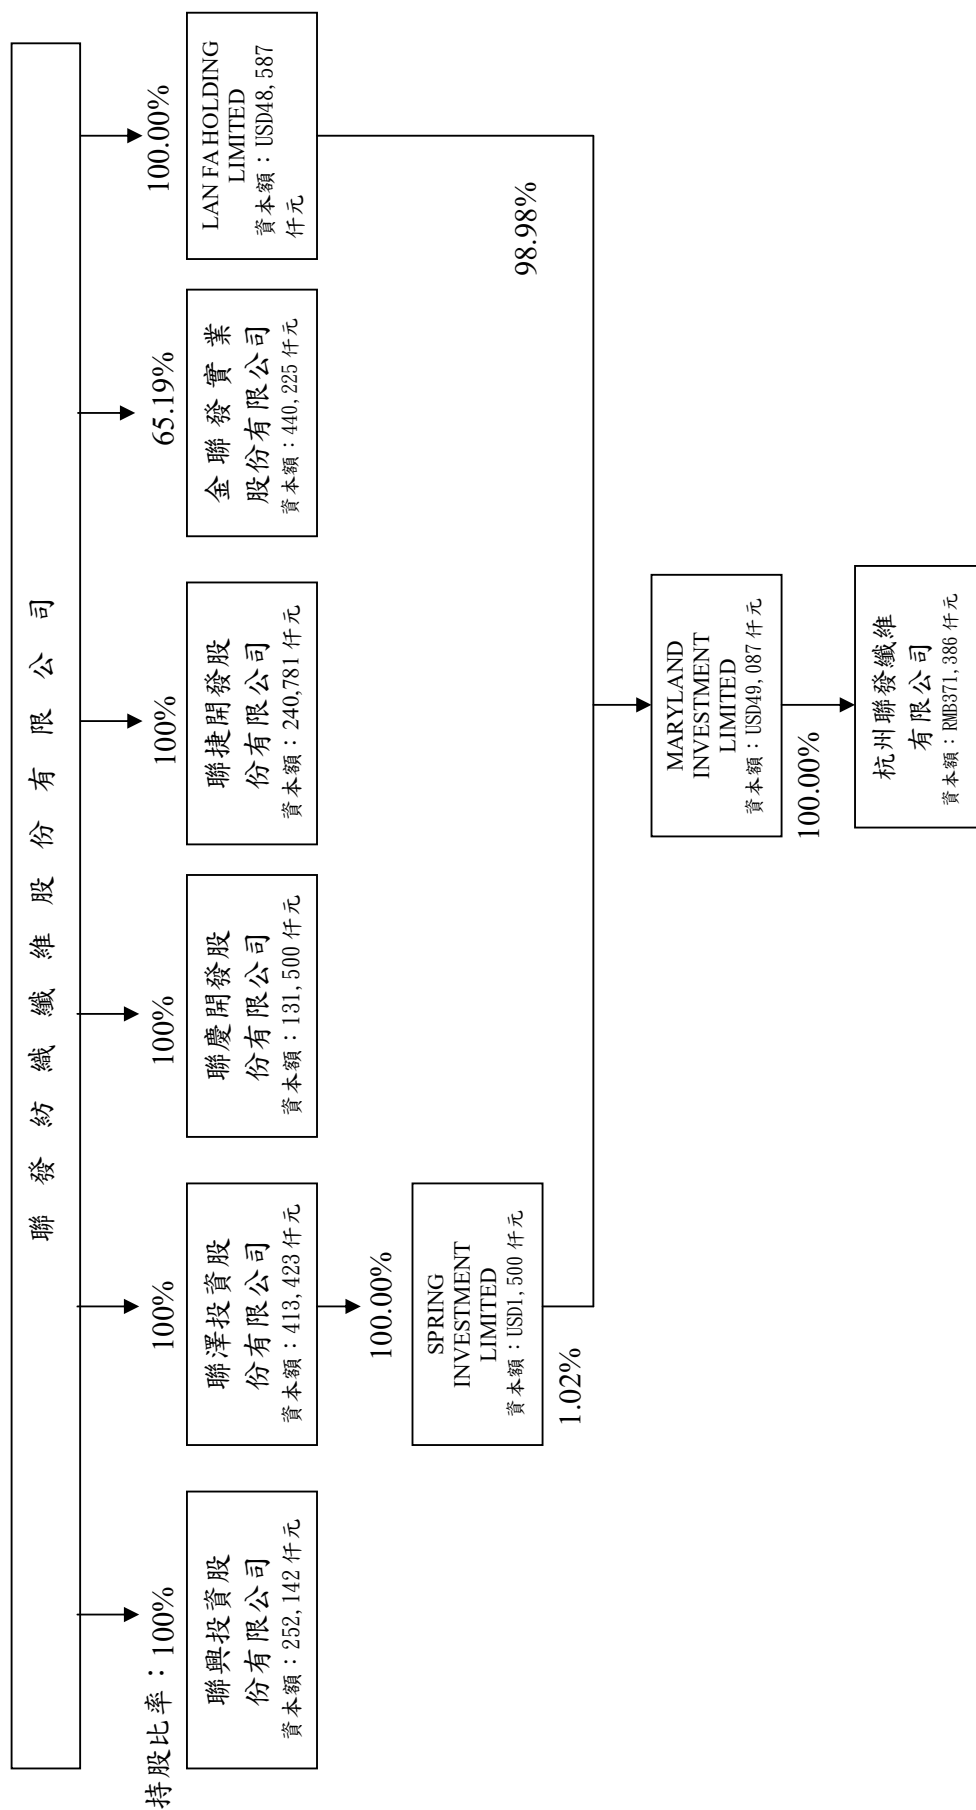 聯發紡織纖維股份有限公司
持股比率：100%
100%
100%
100%
65.19%
100.00%
聯興投資股
份有限公司
資本額：252,142仟元
聯澤投資股
份有限公司
資本額：413,423仟元
聯慶開發股
份有限公司
資本額：131,500仟元
聯捷開發股
份有限公司
資本額：240,781仟元
金聯發實業
股份有限公司
資本額：440,225仟元
LAN FA HOLDING
LIMITED
資本額：USD48,587
仟元
100.00%
SPRING
INVESTMENT
LIMITED
資本額：USD1,500仟元
1.02%
98.98%
MARYLAND
INVESTMENT
LIMITED
資本額：USD49,087仟元
100.00%
杭州聯發纖維
有限公司
資本額：RMB371,386仟元